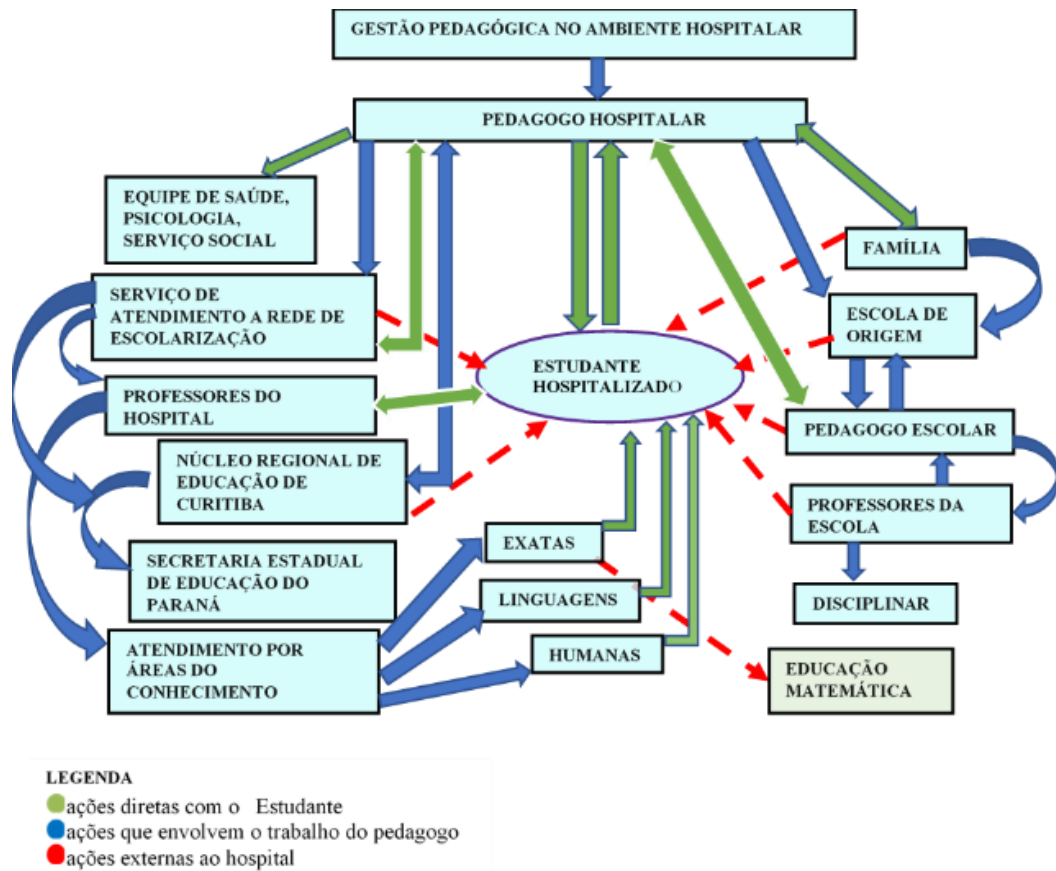 GESTÃO PEDAGÓGICA NO AMBIENTE HOSPITALAR
PEDAGOGO HOSPITALAR
EQUIPE DE SAÚDE,
PSICOLOGIA,
SERVIÇO SOCIAL
SERVIÇO DE
ATENDIMENTO A REDE DE
ESCOLARIZAÇÃO
PROFESSORES DO
HOSPITAL
NÚCLEO REGIONAL DE
EDUCAÇÃO DE
CURITIBA
SECRETARIA ESTADUAL
DE EDUCAÇÃO DO
PARANÁ
ATENDIMENTO POR
ÁREAS DO
CONHECIMENTO
ESTUDANTE
HOSPITALIZADO
EXATAS
LINGUAGENS
HUMANAS
FAMÍLIA
ESCOLA DE
ORIGEM
PEDAGOGO ESCOLAR
PROFESSORES DA
ESCOLA
DISCIPLINAR
EDUCAÇÃO
MATEMÁTICA
LEGENDA
ações diretas com o Estudante
ações que envolvem o trabalho do pedagogo
ações externas ao hospital